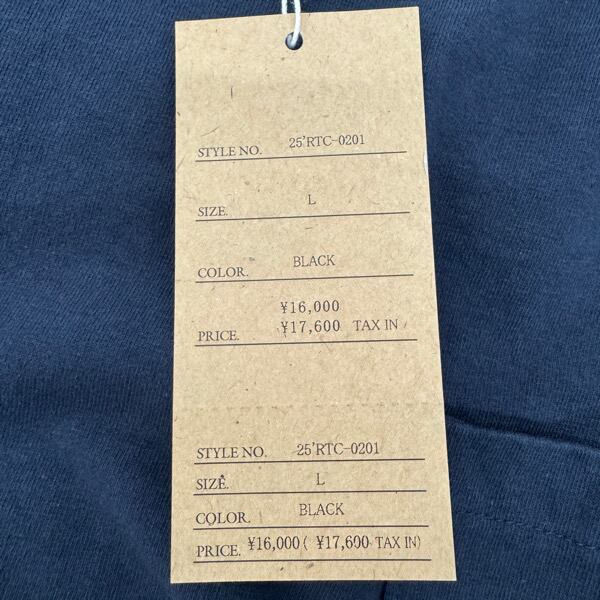 STYLE NO. 25'RTC-0201
SIZE. L
COLOR. BLACK
¥16,000
PRICE. ¥17,600 TAX IN
STYLE NO. 25'RTC-0201
SIZE. L
COLOR. BLACK
PRICE. ¥16,000 ( ¥17,600 TAX IN)